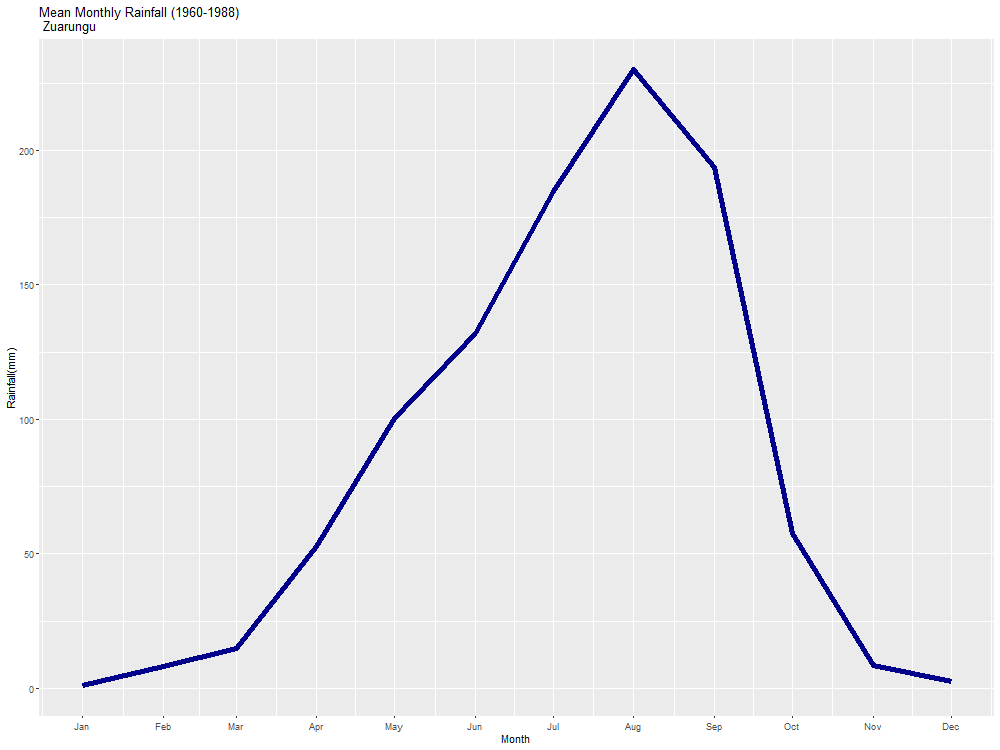 Mean Monthly Rainfall (1960-1988)
Zuarungu
Rainfall(mm)
200
150
100
50
0
Jan Feb Mar Apr May Jun Jul Aug Sep Oct Nov Dec
Month